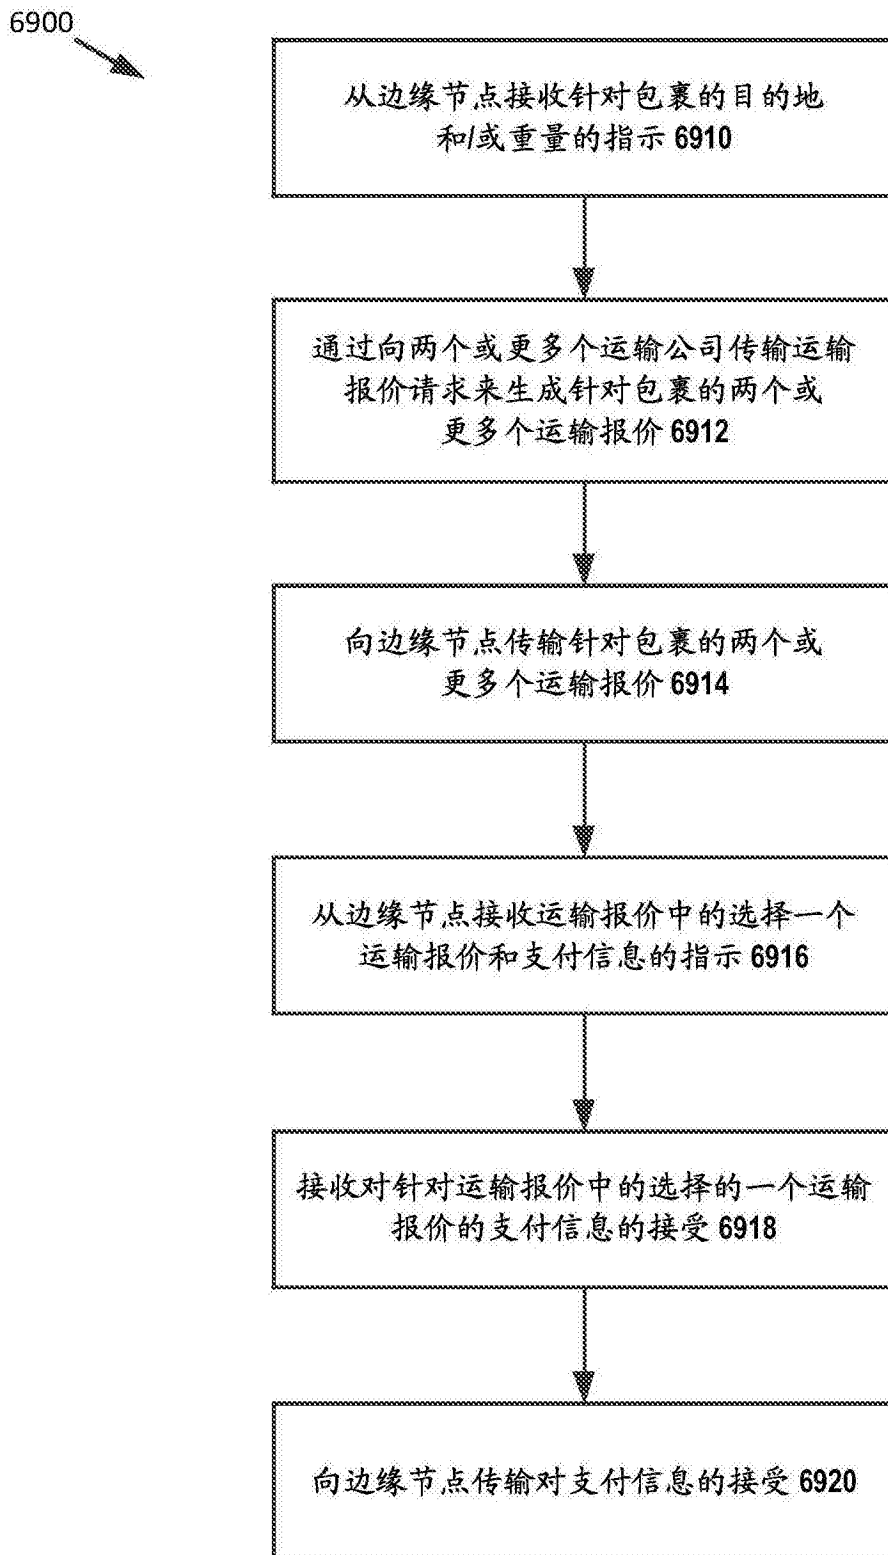 6900
从边缘节点接收针对包裹的目的地
和/或重量的指示 6910
通过向两个或更多个运输公司传输运输
报价请求来生成针对包裹的两个或
更多个运输报价 6912
向边缘节点传输针对包裹的两个或
更多个运输报价 6914
从边缘节点接收运输报价中的选择一个
运输报价和支付信息的指示 6916
接收对针对运输报价中的选择的一个运输
报价的支付信息的接受 6918
向边缘节点传输对支付信息的接受 6920